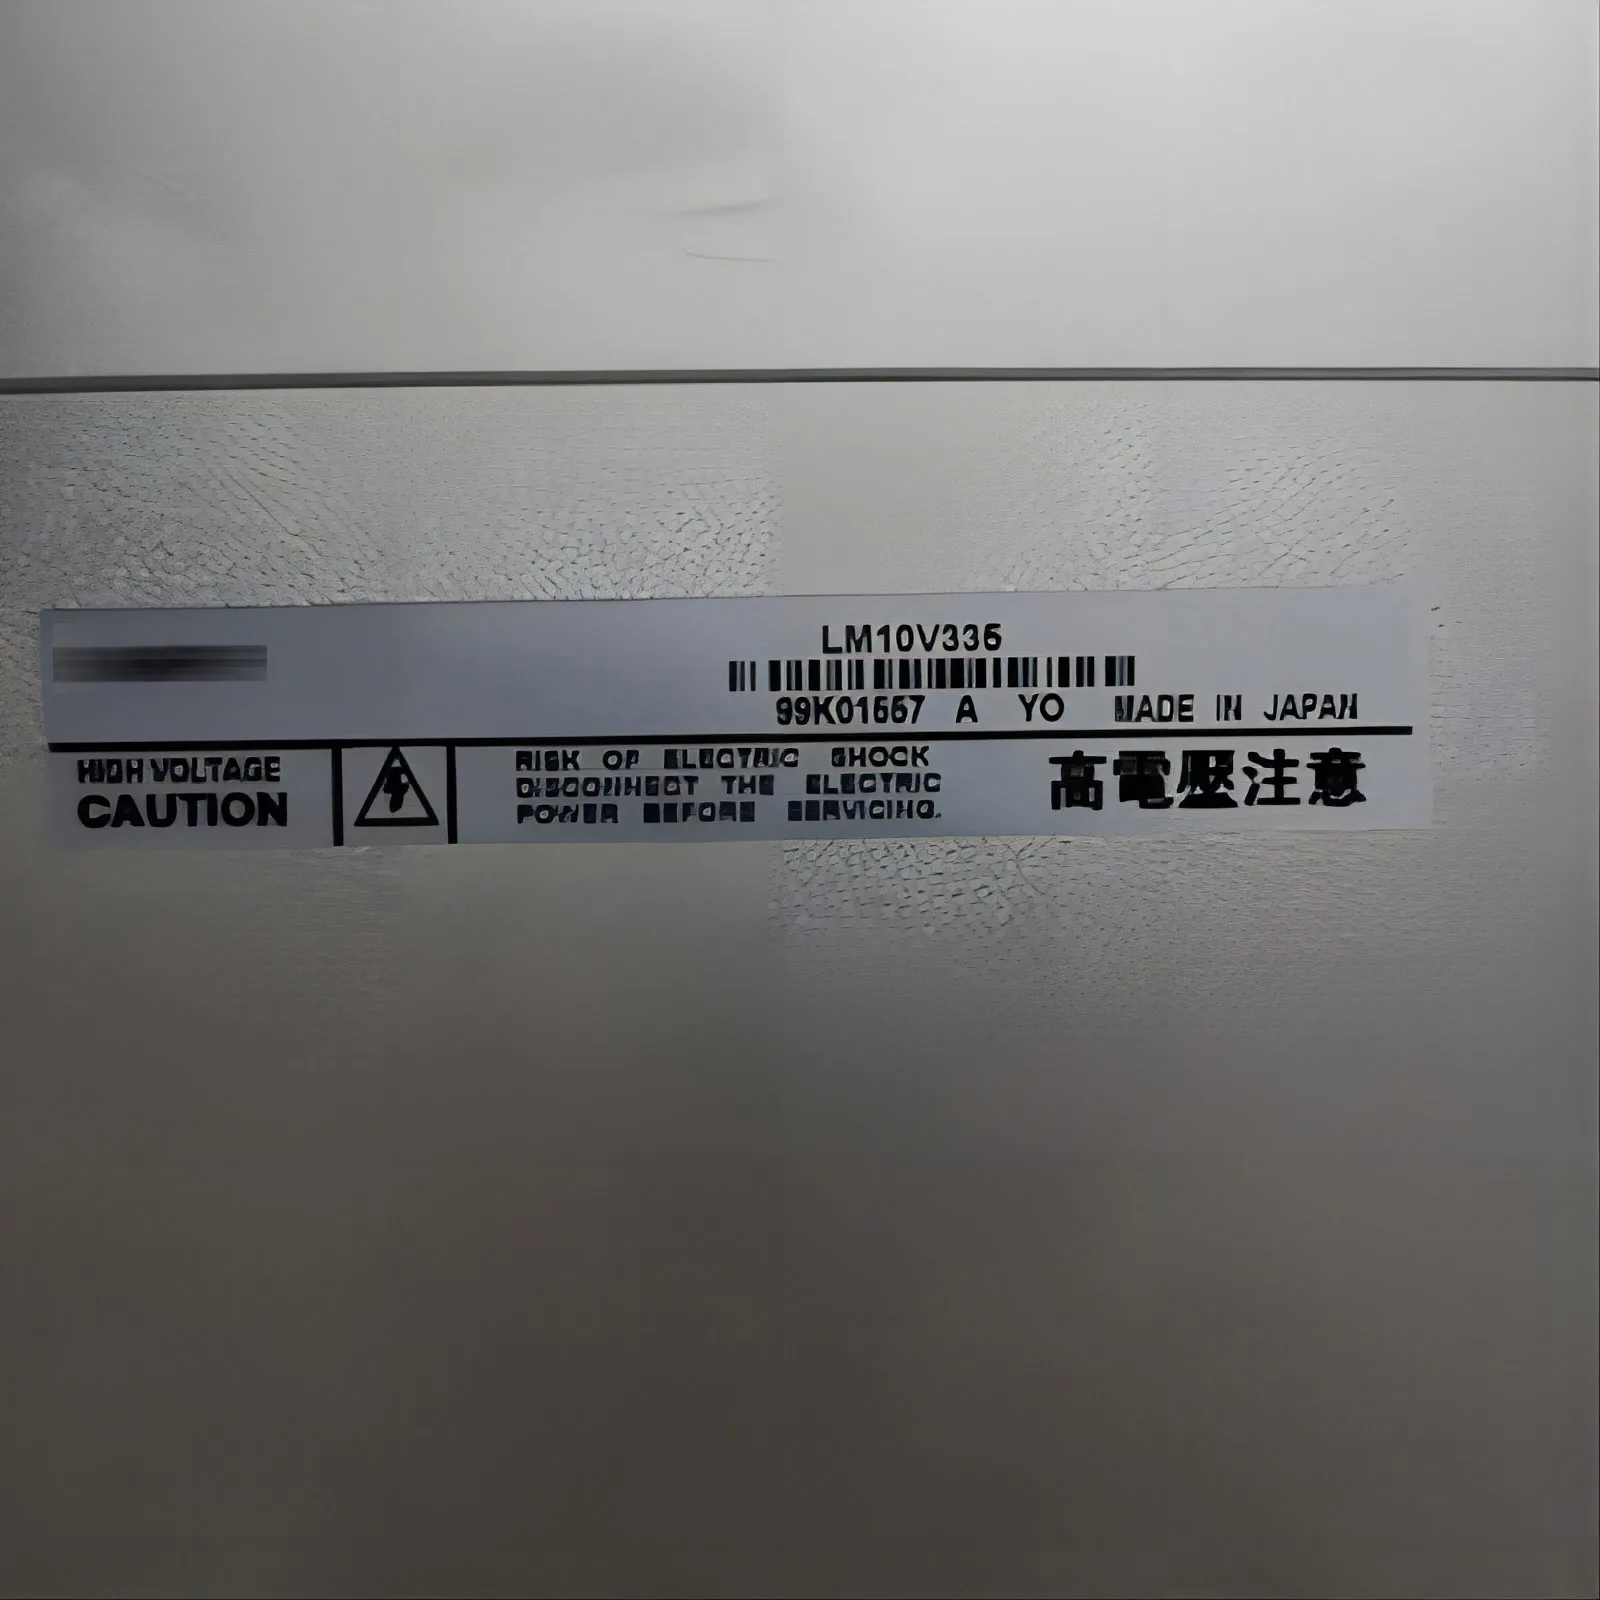 LM10V335
99K01557 A YO MADE IN JAPAN
HIGH VOLTAGE
CAUTION
RISK OF ELECTRIC SHOCK
DISCONNECT THE ELECTRIC
POWER BEFORE SERVICING.
高電壓注意